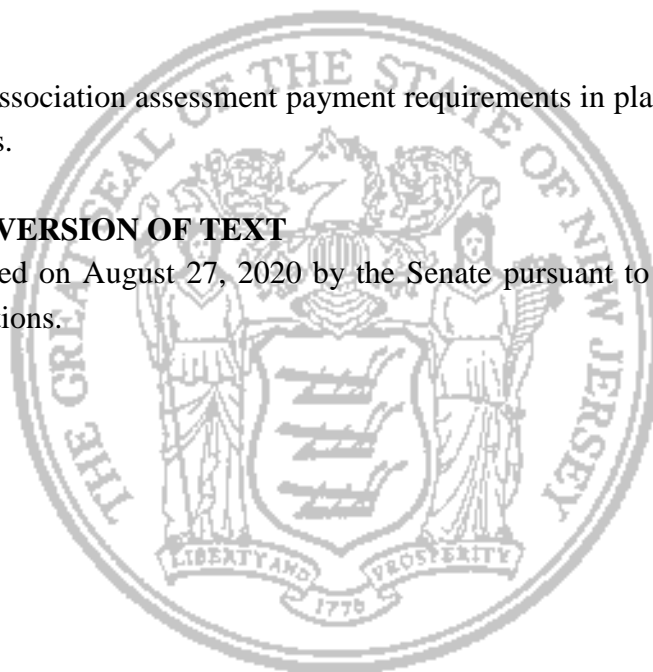 ssociation assessment payment requirements in pla
s.
VERSION OF TEXT
ed on August 27, 2020 by the Senate pursuant to
tions.
THE GREAT SEAL OF THE STATE OF NEW JERSEY
LIBERTY AND PROSPERITY
1776